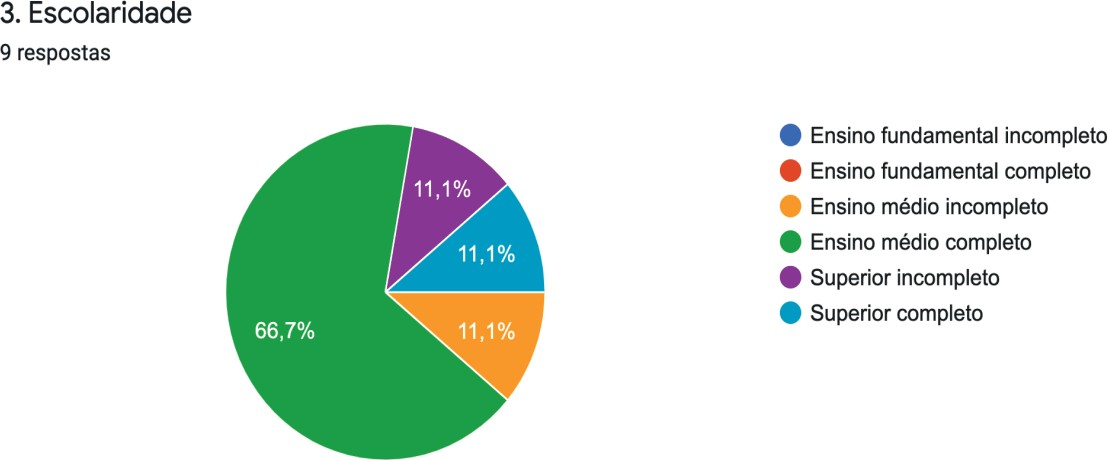 3. Escolaridade
9 respostas
11,1%
11,1%
66,7%
11,1%
Ensino fundamental incompleto
Ensino fundamental completo
Ensino médio incompleto
Ensino médio completo
Superior incompleto
Superior completo